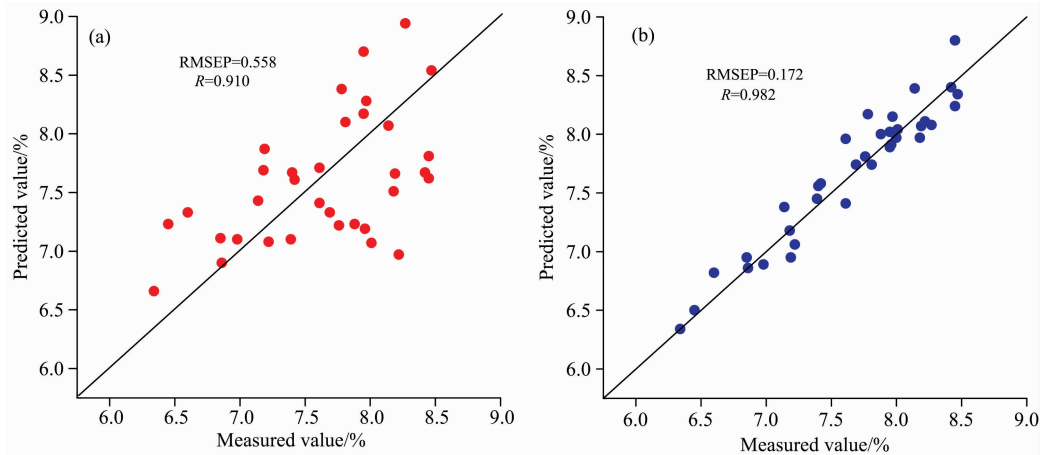 (a)
RMSEP=0.558
R=0.910
Predicted value/%
9.0
8.5
8.0
7.5
7.0
6.5
6.0
6.0 6.5 7.0 7.5 8.0 8.5 9.0
Measured value/%
(b)
RMSEP=0.172
R=0.982
Predicted value/%
9.0
8.5
8.0
7.5
7.0
6.5
6.0
6.0 6.5 7.0 7.5 8.0 8.5 9.0
Measured value/%